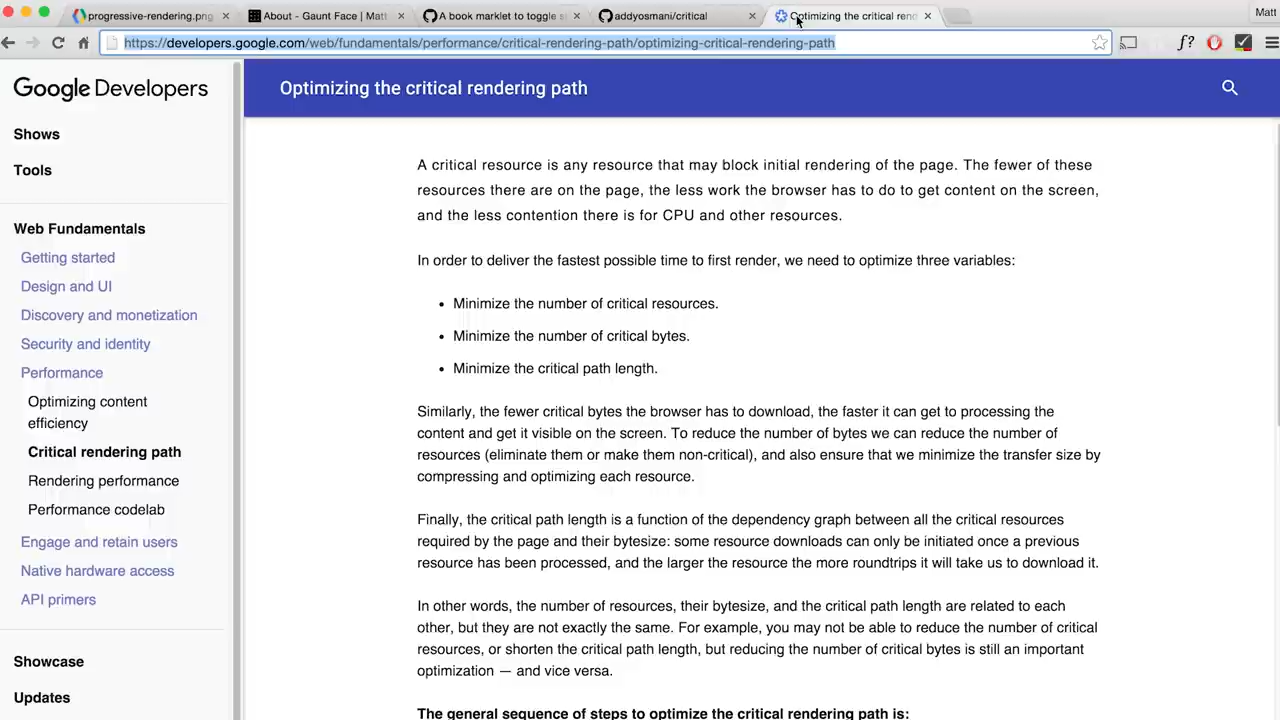 progressive-rendering.png
About - Gaunt Face | Matt
A book marklet to toggle s
addyosmani/critical
Optimizing the critical rend
Matt
https://developers.google.com/web/fundamentals/performance/critical-rendering-path/optimizing-critical-rendering-path
f?
Google Developers
Optimizing the critical rendering path
Shows
Tools
Web Fundamentals
Getting started
Design and UI
Discovery and monetization
Security and identity
Performance
Optimizing content
efficiency
Critical rendering path
Rendering performance
Performance codelab
Engage and retain users
Native hardware access
API primers
Showcase
Updates
A critical resource is any resource that may block initial rendering of the page. The fewer of these
resources there are on the page, the less work the browser has to do to get content on the screen,
and the less contention there is for CPU and other resources.
In order to deliver the fastest possible time to first render, we need to optimize three variables:
• Minimize the number of critical resources.
• Minimize the number of critical bytes.
• Minimize the critical path length.
Similarly, the fewer critical bytes the browser has to download, the faster it can get to processing the
content and get it visible on the screen. To reduce the number of bytes we can reduce the number of
resources (eliminate them or make them non-critical), and also ensure that we minimize the transfer size by
compressing and optimizing each resource.
Finally, the critical path length is a function of the dependency graph between all the critical resources
required by the page and their bytesize: some resource downloads can only be initiated once a previous
resource has been processed, and the larger the resource the more roundtrips it will take us to download it.
In other words, the number of resources, their bytesize, and the critical path length are related to each
other, but they are not exactly the same. For example, you may not be able to reduce the number of critical
resources, or shorten the critical path length, but reducing the number of critical bytes is still an important
optimization — and vice versa.
The general sequence of steps to optimize the critical rendering path is: